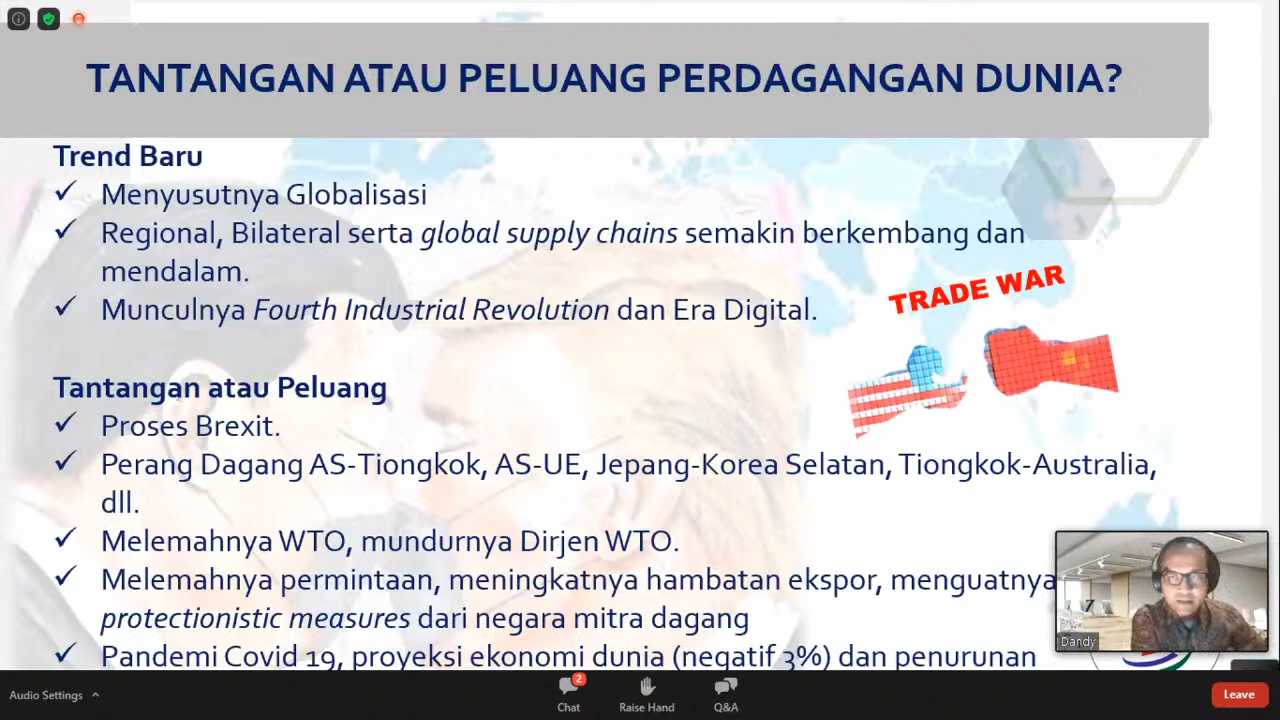 TANTANGAN ATAU PELUANG PERDAGANGAN DUNIA?
Trend Baru
✓ Menyusutnya Globalisasi
✓ Regional, Bilateral serta global supply chains semakin berkembang dan
mendalam.
✓ Munculnya Fourth Industrial Revolution dan Era Digital.
TRADE WAR
Tantangan atau Peluang
✓ Proses Brexit.
✓ Perang Dagang AS-Tiongkok, AS-UE, Jepang-Korea Selatan, Tiongkok-Australia,
dll.
✓ Melemahnya WTO, mundurnya Dirjen WTO.
✓ Melemahnya permintaan, meningkatnya hambatan ekspor, menguatnya
protectionistic measures dari negara mitra dagang
✓ Pandemi Covid 19, proyeksi ekonomi dunia (negatif 3%) dan penurunan
7
Dandy
Audio Settings
2
Chat
Raise Hand
Q&A
Leave